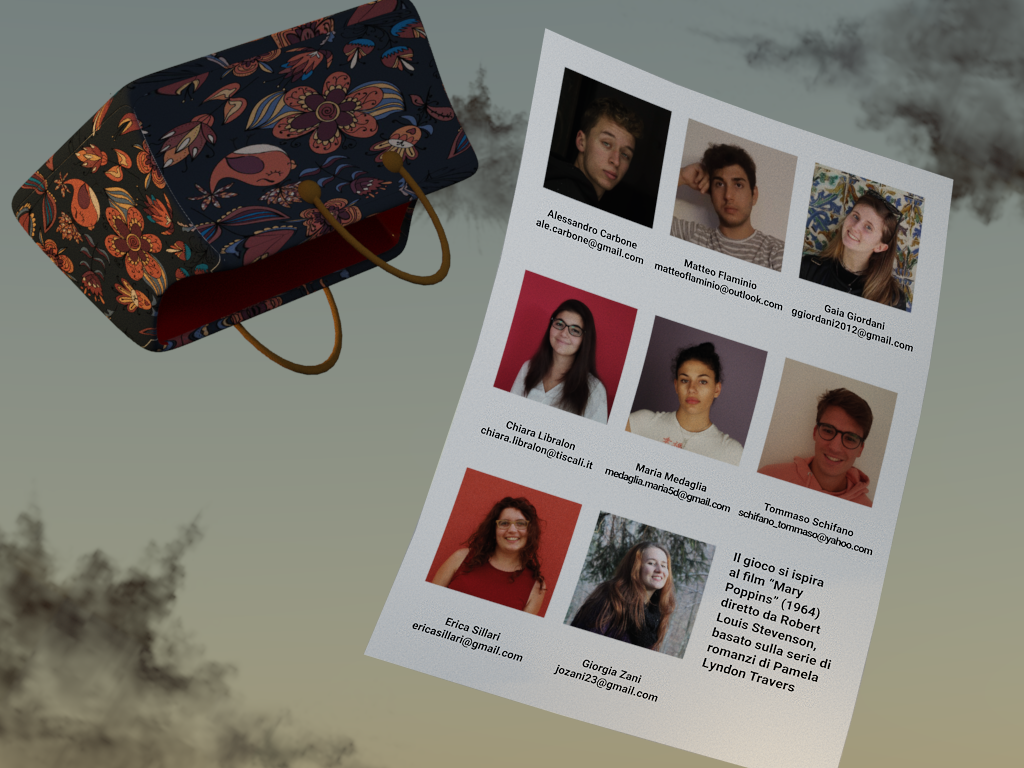 Alessandro Carbone
ale.carbone@gmail.com
Matteo Flaminio
matteoflaminio@outlook.com
Gaia Giordani
ggiordani2012@gmail.com
Chiara Libralon
chiara.libralon@tiscali.it
Maria Medaglia
medaglia.maria5d@gmail.com
Tommaso Schifano
schifano_tommaso@yahoo.com
Erica Sillari
ericasillari@gmail.com
Giorgia Zani
jozani23@gmail.com
Il gioco si ispira
al film “Mary
Poppins” (1964)
diretto da Robert
Louis Stevenson,
basato sulla serie di
romanzi di Pamela
Lyndon Travers